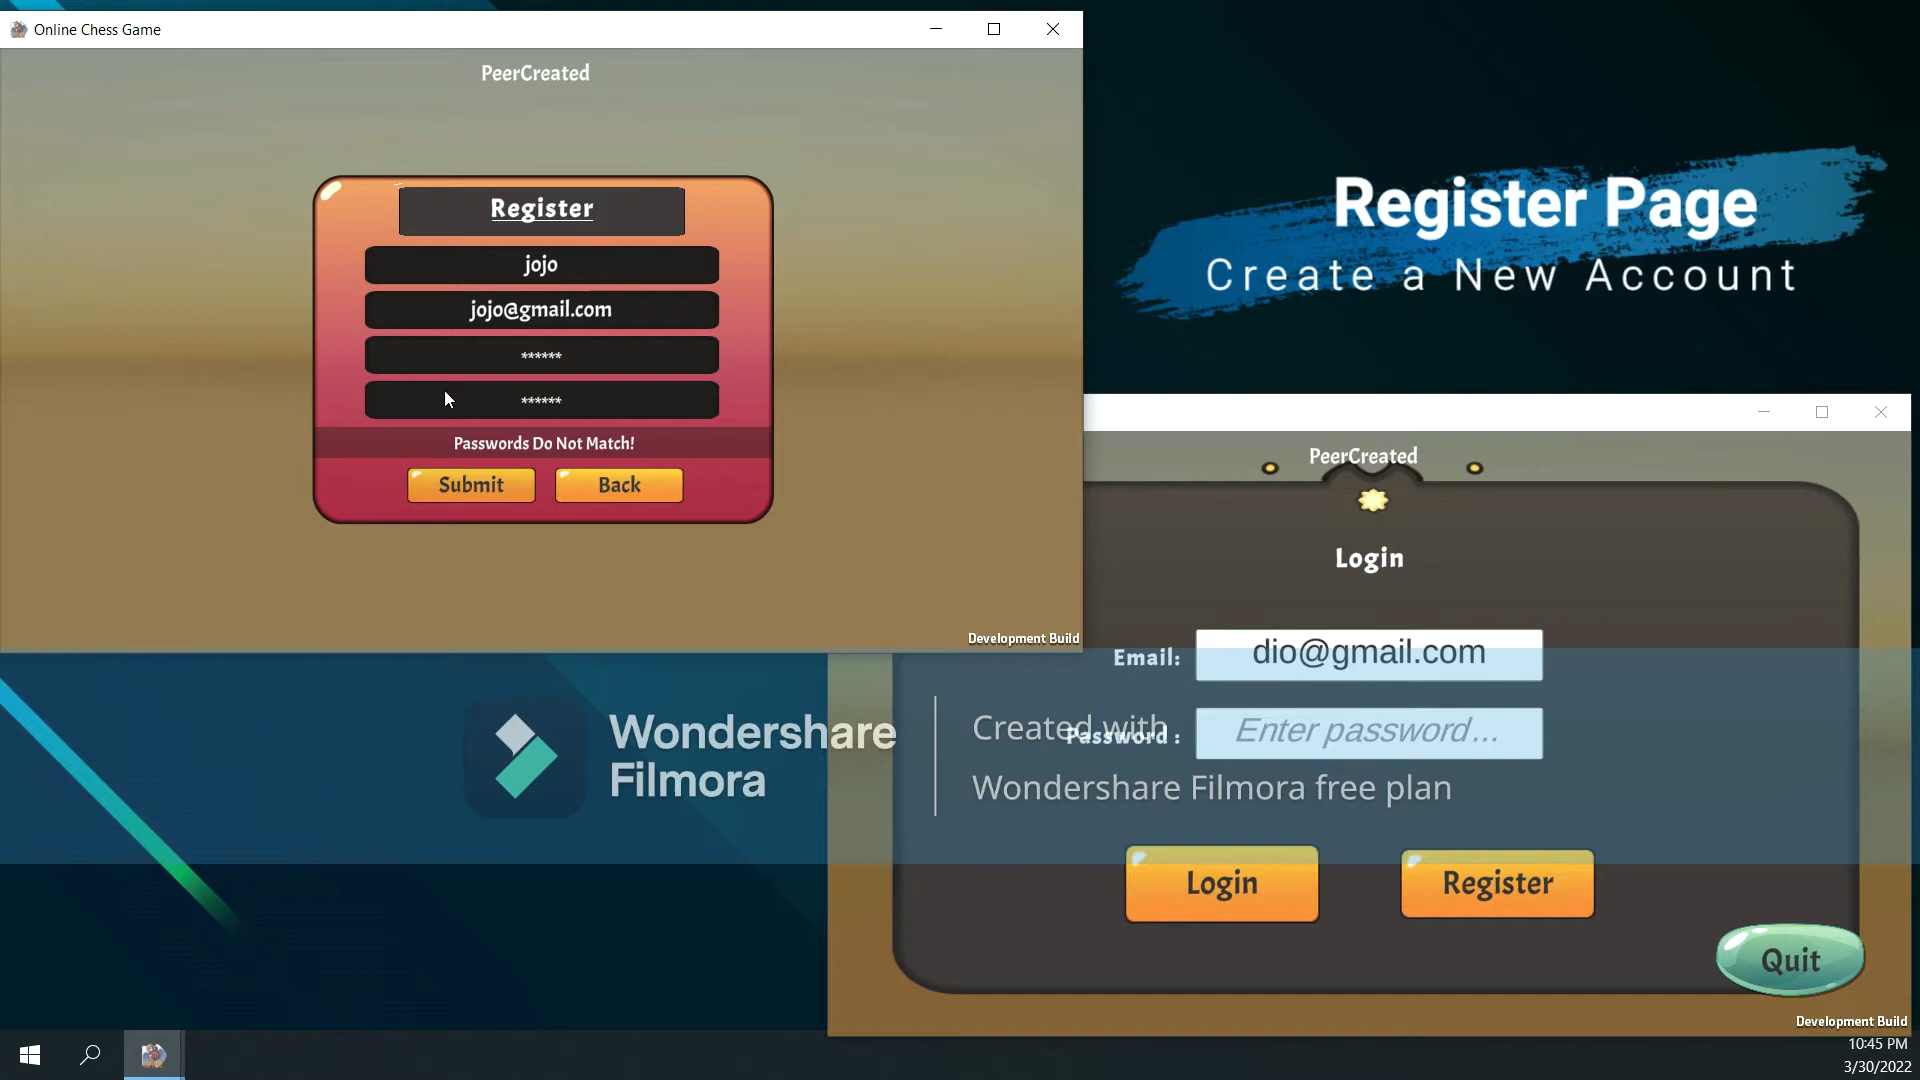 Online Chess Game
PeerCreated
Register
jojo
jojo@gmail.com
******
******
Passwords Do Not Match!
Submit
Back
Development Build
Register Page
Create a New Account
PeerCreated
Login
Email:
dio@gmail.com
Password :
Enter password...
Login
Register
Quit
Development Build
Wondershare
Filmora
Created with
Wondershare Filmora free plan
10:45 PM
3/30/2022